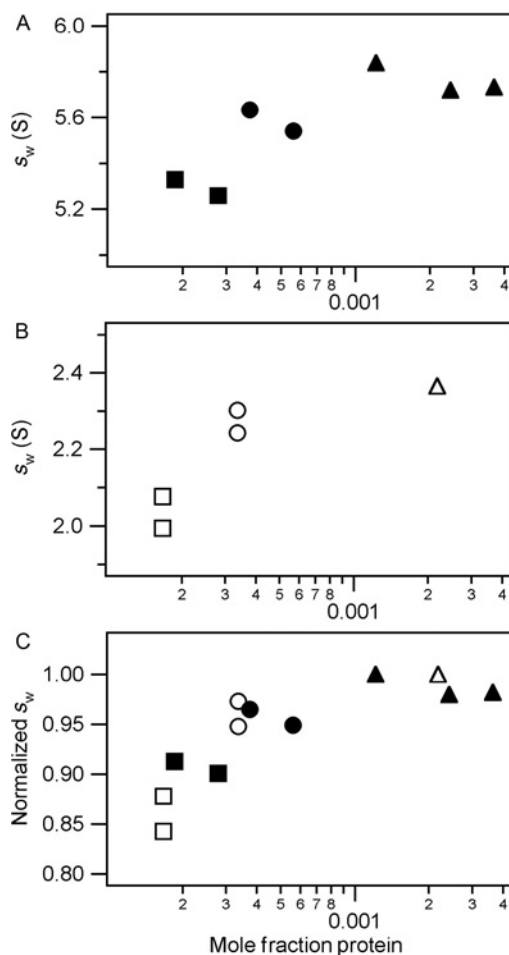 A
6.0
5.6
5.2
s_w (S)
2 3 4 5 6 7 8 0.001 2 3 4
B
2.4
2.2
2.0
s_w (S)
2 3 4 5 6 7 8 0.001 2 3 4
C
1.00
0.95
0.90
0.85
0.80
Normalized s_w
2 3 4 5 6 7 8 0.001 2 3 4
Mole fraction protein